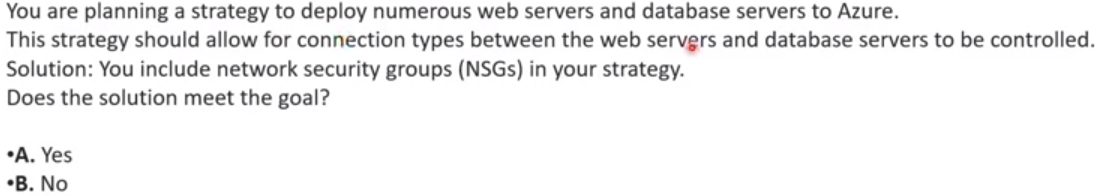 You are planning a strategy to deploy numerous web servers and database servers to Azure.
This strategy should allow for connection types between the web servers and database servers to be controlled.
Solution: You include network security groups (NSGs) in your strategy.
Does the solution meet the goal?
•A. Yes
•B. No